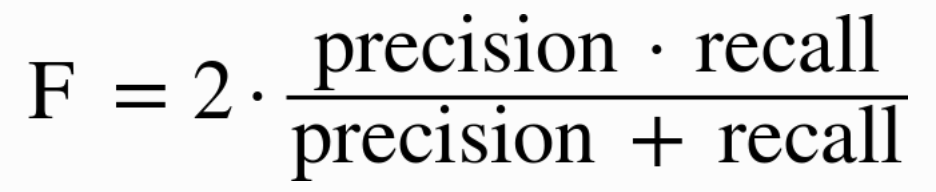 F = 2 · precision · recall
precision + recall